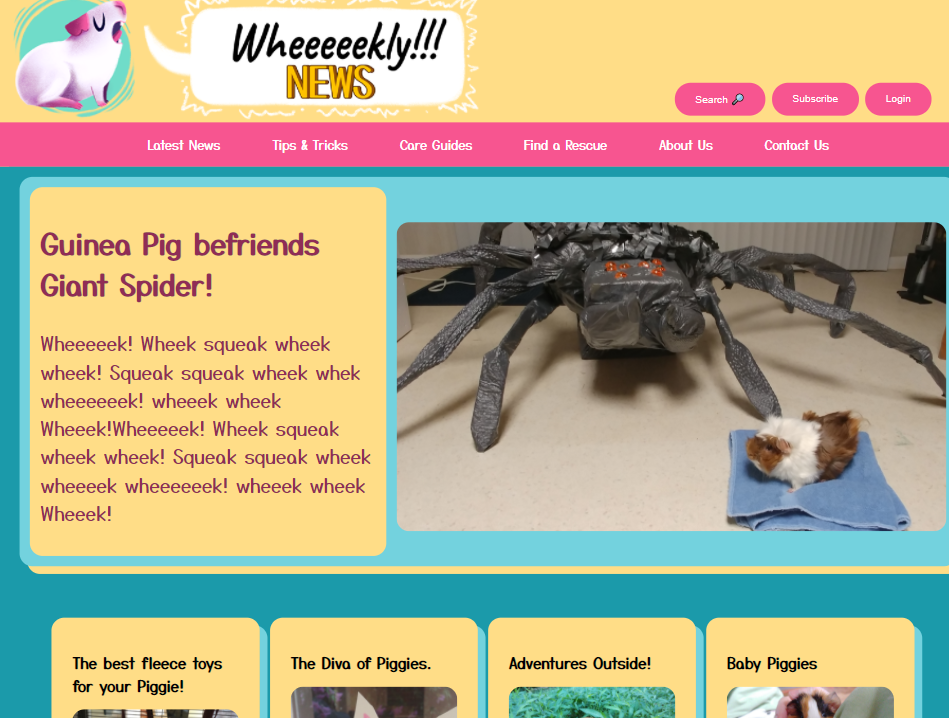 Wheeeeekly!!!
NEWS
Search
Subscribe
Login
Latest News
Tips & Tricks
Care Guides
Find a Rescue
About Us
Contact Us
Guinea Pig befriends
Giant Spider!
Wheeeeek! Wheek squeak wheek
wheek! Squeak squeak wheek whek
wheeeeeek! wheeek wheek
Wheeek!Wheeeeek! Wheek squeak
wheek wheek! Squeak squeak wheek
wheeeek wheeeeeek! wheeek wheek
Wheeek!
The best fleece toys
for your Piggie!
The Diva of Piggies.
Adventures Outside!
Baby Piggies